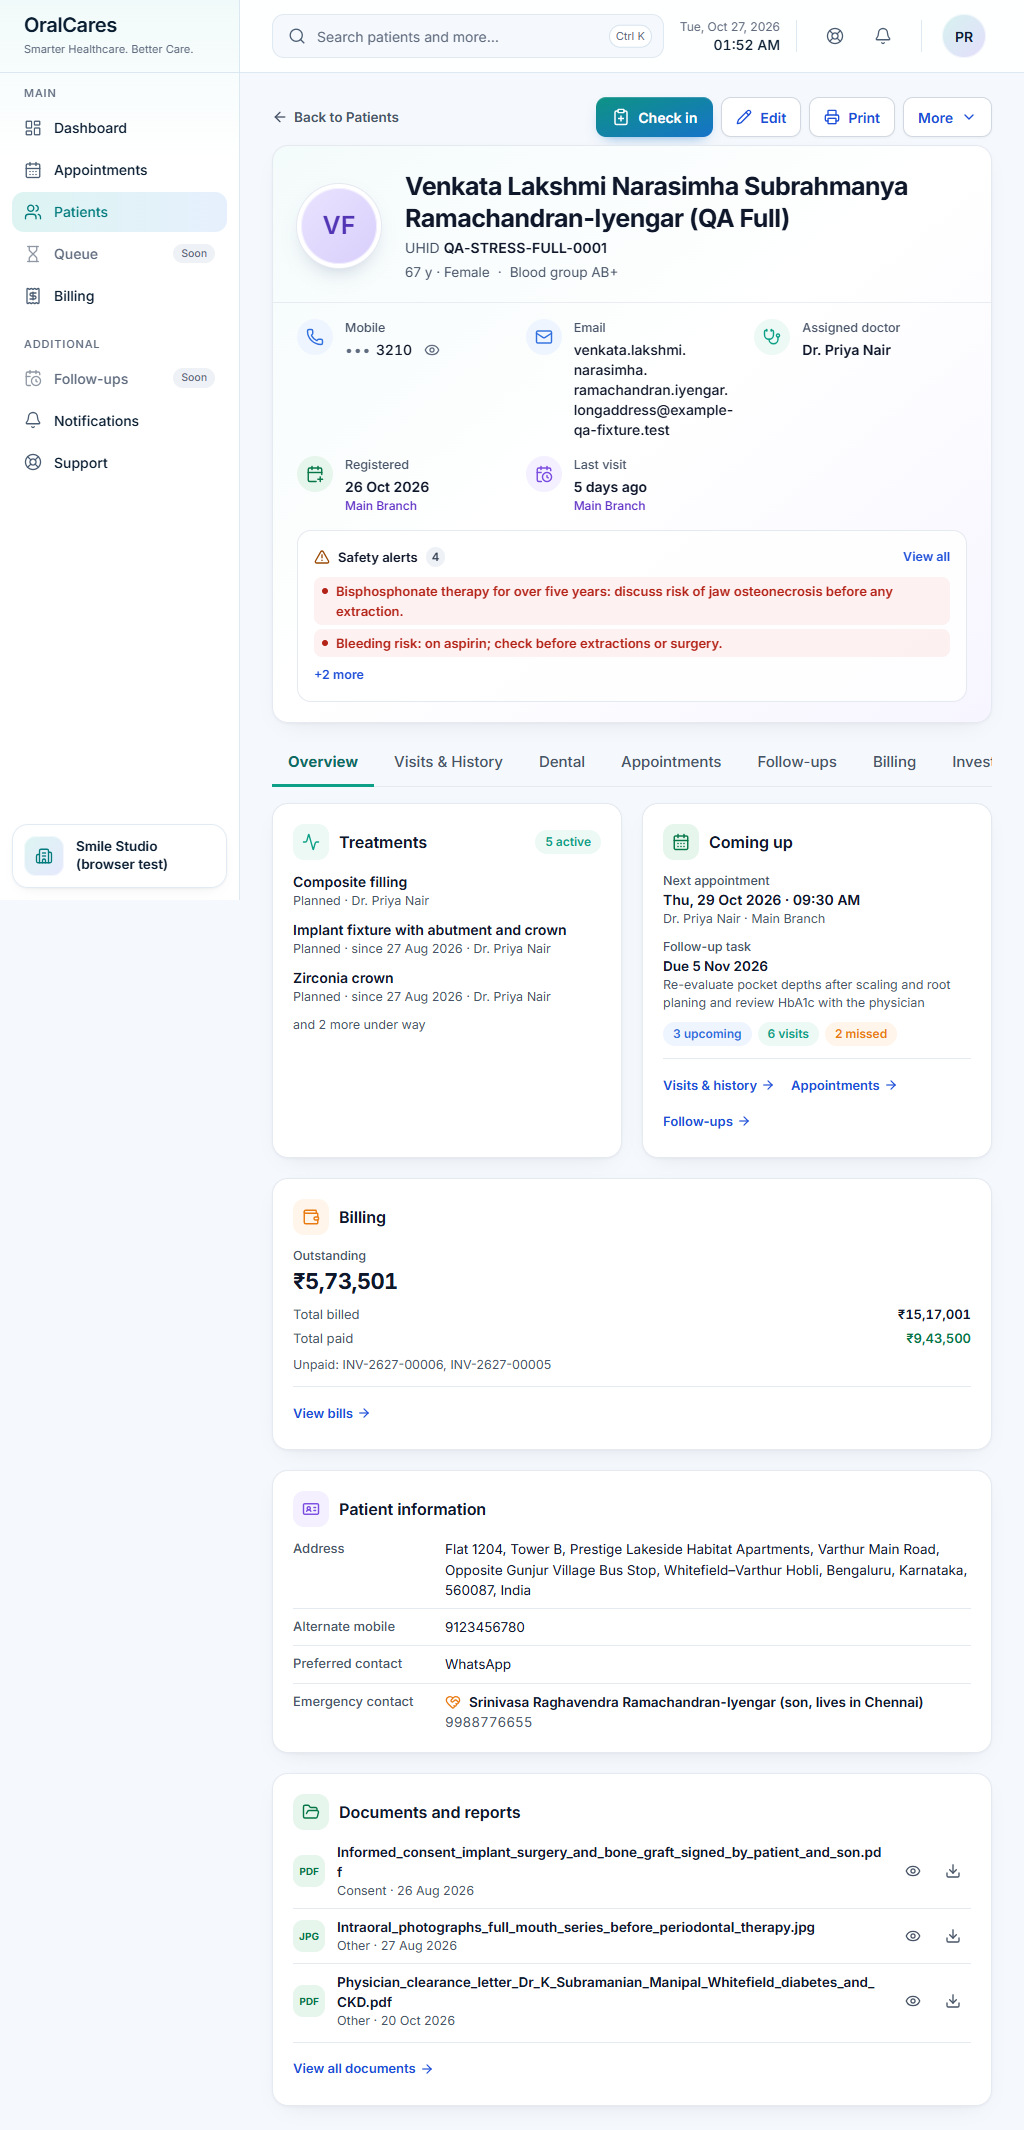 OralCares
Smarter Healthcare. Better Care.
Search patients and more...
Ctrl K
Tue, Oct 27, 2026
01:52 AM
PR
MAIN
Dashboard
Appointments
Patients
Queue
Soon
Billing
ADDITIONAL
Follow-ups
Soon
Notifications
Support
Smile Studio
(browser test)
Back to Patients
Check in
Edit
Print
More
VF
Venkata Lakshmi Narasimha Subrahmanya
Ramachandran-Iyengar (QA Full)
UHID QA-STRESS-FULL-0001
67 y · Female · Blood group AB+
Mobile
••• 3210
Email
venkata.lakshmi.
narasimha.
ramachandran.iyengar.
longaddress@example-
qa-fixture.test
Assigned doctor
Dr. Priya Nair
Registered
26 Oct 2026
Main Branch
Last visit
5 days ago
Main Branch
Safety alerts 4
View all
• Bisphosphonate therapy for over five years: discuss risk of jaw osteonecrosis before any
extraction.
• Bleeding risk: on aspirin; check before extractions or surgery.
+2 more
Overview
Visits & History
Dental
Appointments
Follow-ups
Billing
Invest
Treatments
5 active
Composite filling
Planned · Dr. Priya Nair
Implant fixture with abutment and crown
Planned · since 27 Aug 2026 · Dr. Priya Nair
Zirconia crown
Planned · since 27 Aug 2026 · Dr. Priya Nair
and 2 more under way
Coming up
Next appointment
Thu, 29 Oct 2026 · 09:30 AM
Dr. Priya Nair · Main Branch
Follow-up task
Due 5 Nov 2026
Re-evaluate pocket depths after scaling and root
planing and review HbA1c with the physician
3 upcoming
6 visits
2 missed
Visits & history →
Appointments →
Follow-ups →
Billing
Outstanding
₹5,73,501
Total billed
₹15,17,001
Total paid
₹9,43,500
Unpaid: INV-2627-00006, INV-2627-00005
View bills →
Patient information
Address
Flat 1204, Tower B, Prestige Lakeside Habitat Apartments, Varthur Main Road,
Opposite Gunjur Village Bus Stop, Whitefield–Varthur Hobli, Bengaluru, Karnataka,
560087, India
Alternate mobile
9123456780
Preferred contact
WhatsApp
Emergency contact
Srinivasa Raghavendra Ramachandran-Iyengar (son, lives in Chennai)
9988776655
Documents and reports
PDF
Informed_consent_implant_surgery_and_bone_graft_signed_by_patient_and_son.pd
f
Consent · 26 Aug 2026
JPG
Intraoral_photographs_full_mouth_series_before_periodontal_therapy.jpg
Other · 27 Aug 2026
PDF
Physician_clearance_letter_Dr_K_Subramanian_Manipal_Whitefield_diabetes_and_
CKD.pdf
Other · 20 Oct 2026
View all documents →